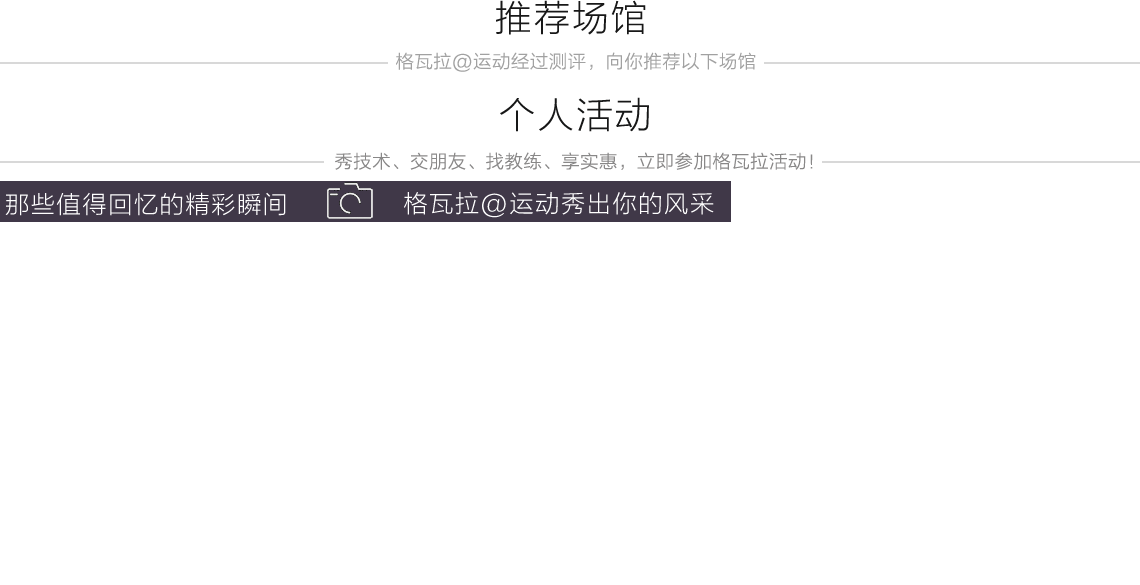 推荐场馆
格瓦拉@运动经过测评，向你推荐以下场馆
个人活动
秀技术、交朋友、找教练、享实惠，立即参加格瓦拉活动！
那些值得回忆的精彩瞬间 格瓦拉@运动秀出你的风采